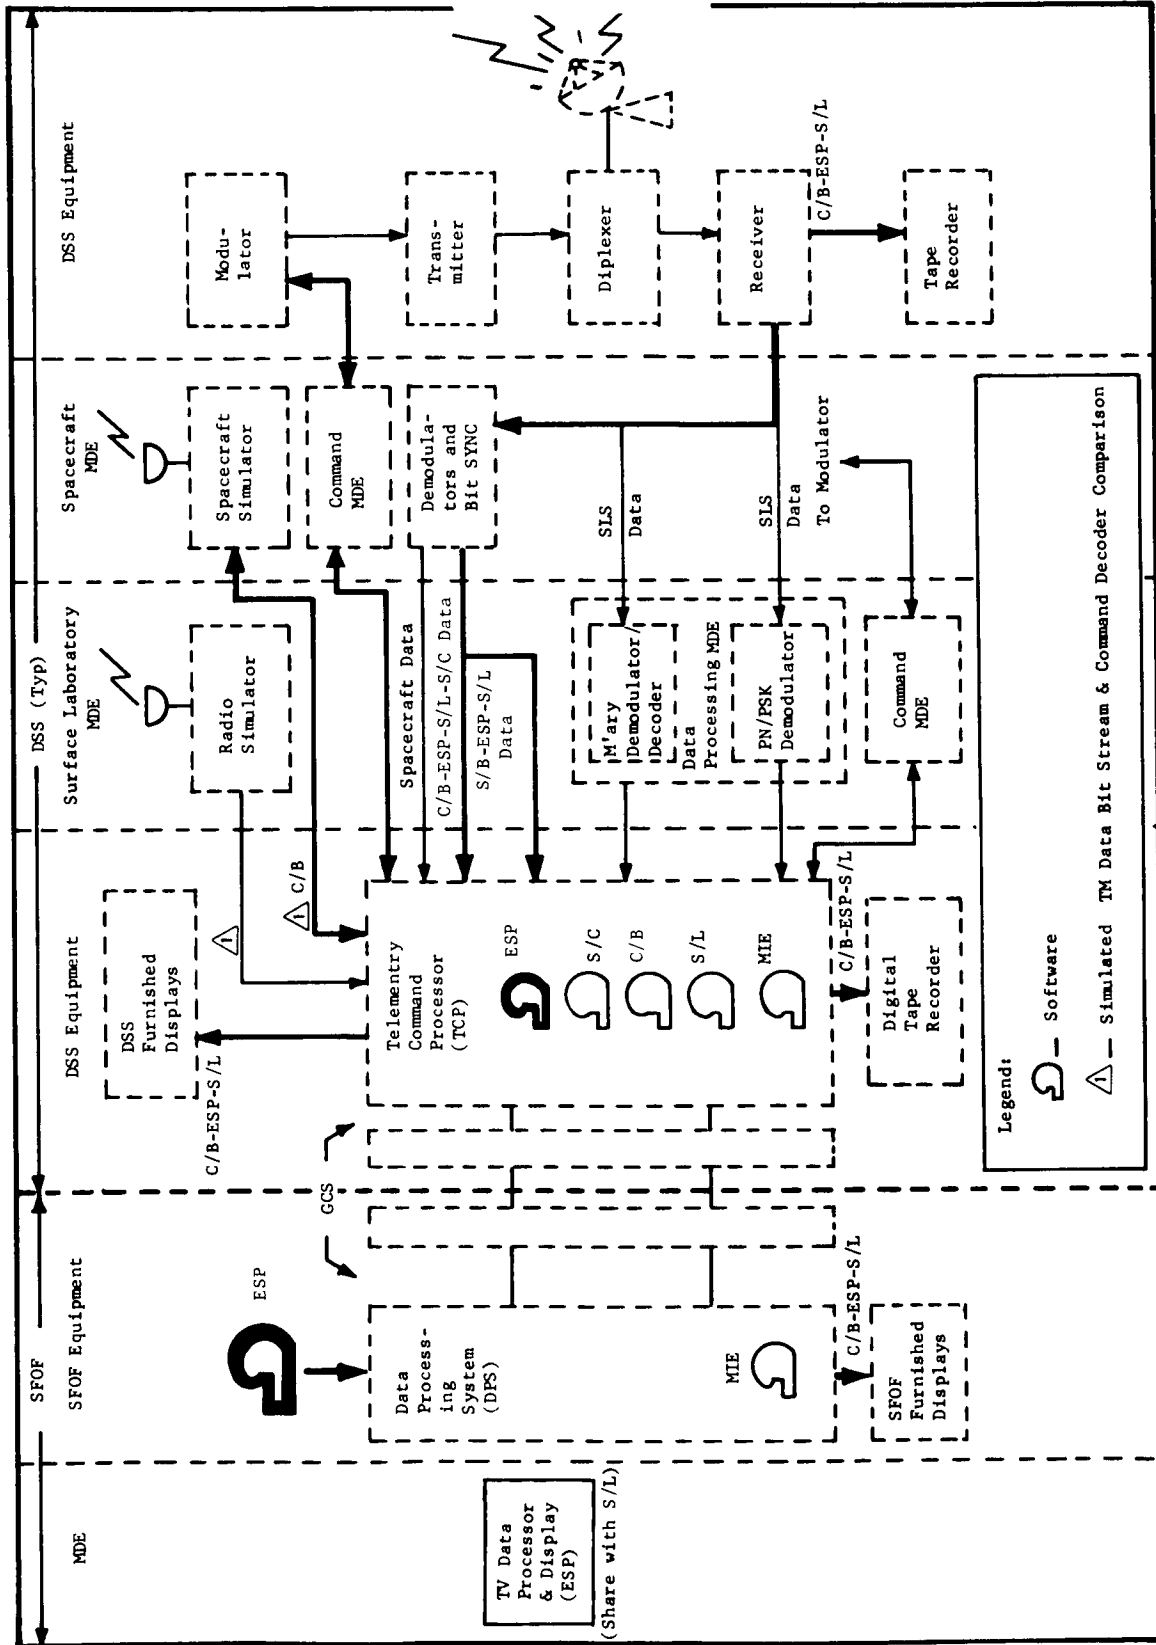 SFOF
DSS (Typ)
MDE
SFOF Equipment
DSS Equipment
Surface Laboratory
MDE
Spacecraft
MDE
DSS Equipment
TV Data
Processor
& Display
(ESP)
(Share with S/L)
ESP
Data
Process-
ing
System
(DPS)
MIE
C/B-ESP-S/L
SFOF
Furnished
Displays
GCS
C/B-ESP-S/L
DSS
Furnished
Displays
Telementry
Command
Processor
(TCP)
ESP
S/C
C/B
S/L
MIE
C/B-ESP-S/L
Digital
Tape
Recorder
1
1 C/B
Radio
Simulator
Spacecraft Data
C/B-ESP-S/L-S/C Data
S/B-ESP-S/L
Data
M'ary
Demodulator/
Decoder
Data
Processing MDE
PN/PSK
Demodulator
Command
MDE
Spacecraft
Simulator
Command
MDE
Demodula-
tors and
Bit SYNC
SLS
Data
SLS
Data
To Modulator
Modu-
lator
Trans-
mitter
Diplexer
Receiver
C/B-ESP-S/L
Tape
Recorder
Legend:
— Software
1 — Simulated TM Data Bit Stream & Command Decoder Comparison